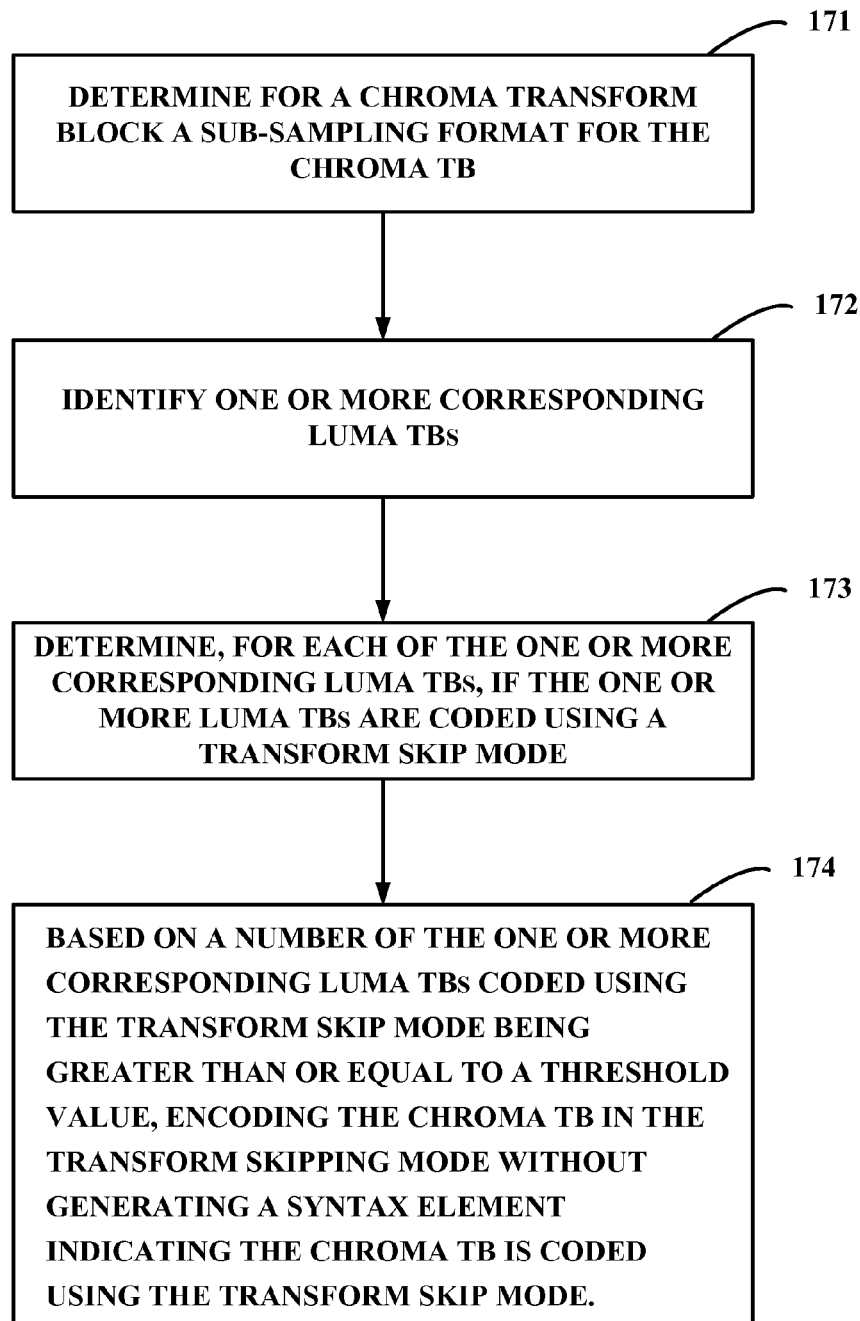 171
DETERMINE FOR A CHROMA TRANSFORM
BLOCK A SUB-SAMPLING FORMAT FOR THE
CHROMA TB
172
IDENTIFY ONE OR MORE CORRESPONDING
LUMA TBs
173
DETERMINE, FOR EACH OF THE ONE OR MORE
CORRESPONDING LUMA TBs, IF THE ONE OR
MORE LUMA TBs ARE CODED USING A
TRANSFORM SKIP MODE
174
BASED ON A NUMBER OF THE ONE OR MORE
CORRESPONDING LUMA TBs CODED USING
THE TRANSFORM SKIP MODE BEING
GREATER THAN OR EQUAL TO A THRESHOLD
VALUE, ENCODING THE CHROMA TB IN THE
TRANSFORM SKIPPING MODE WITHOUT
GENERATING A SYNTAX ELEMENT
INDICATING THE CHROMA TB IS CODED
USING THE TRANSFORM SKIP MODE.